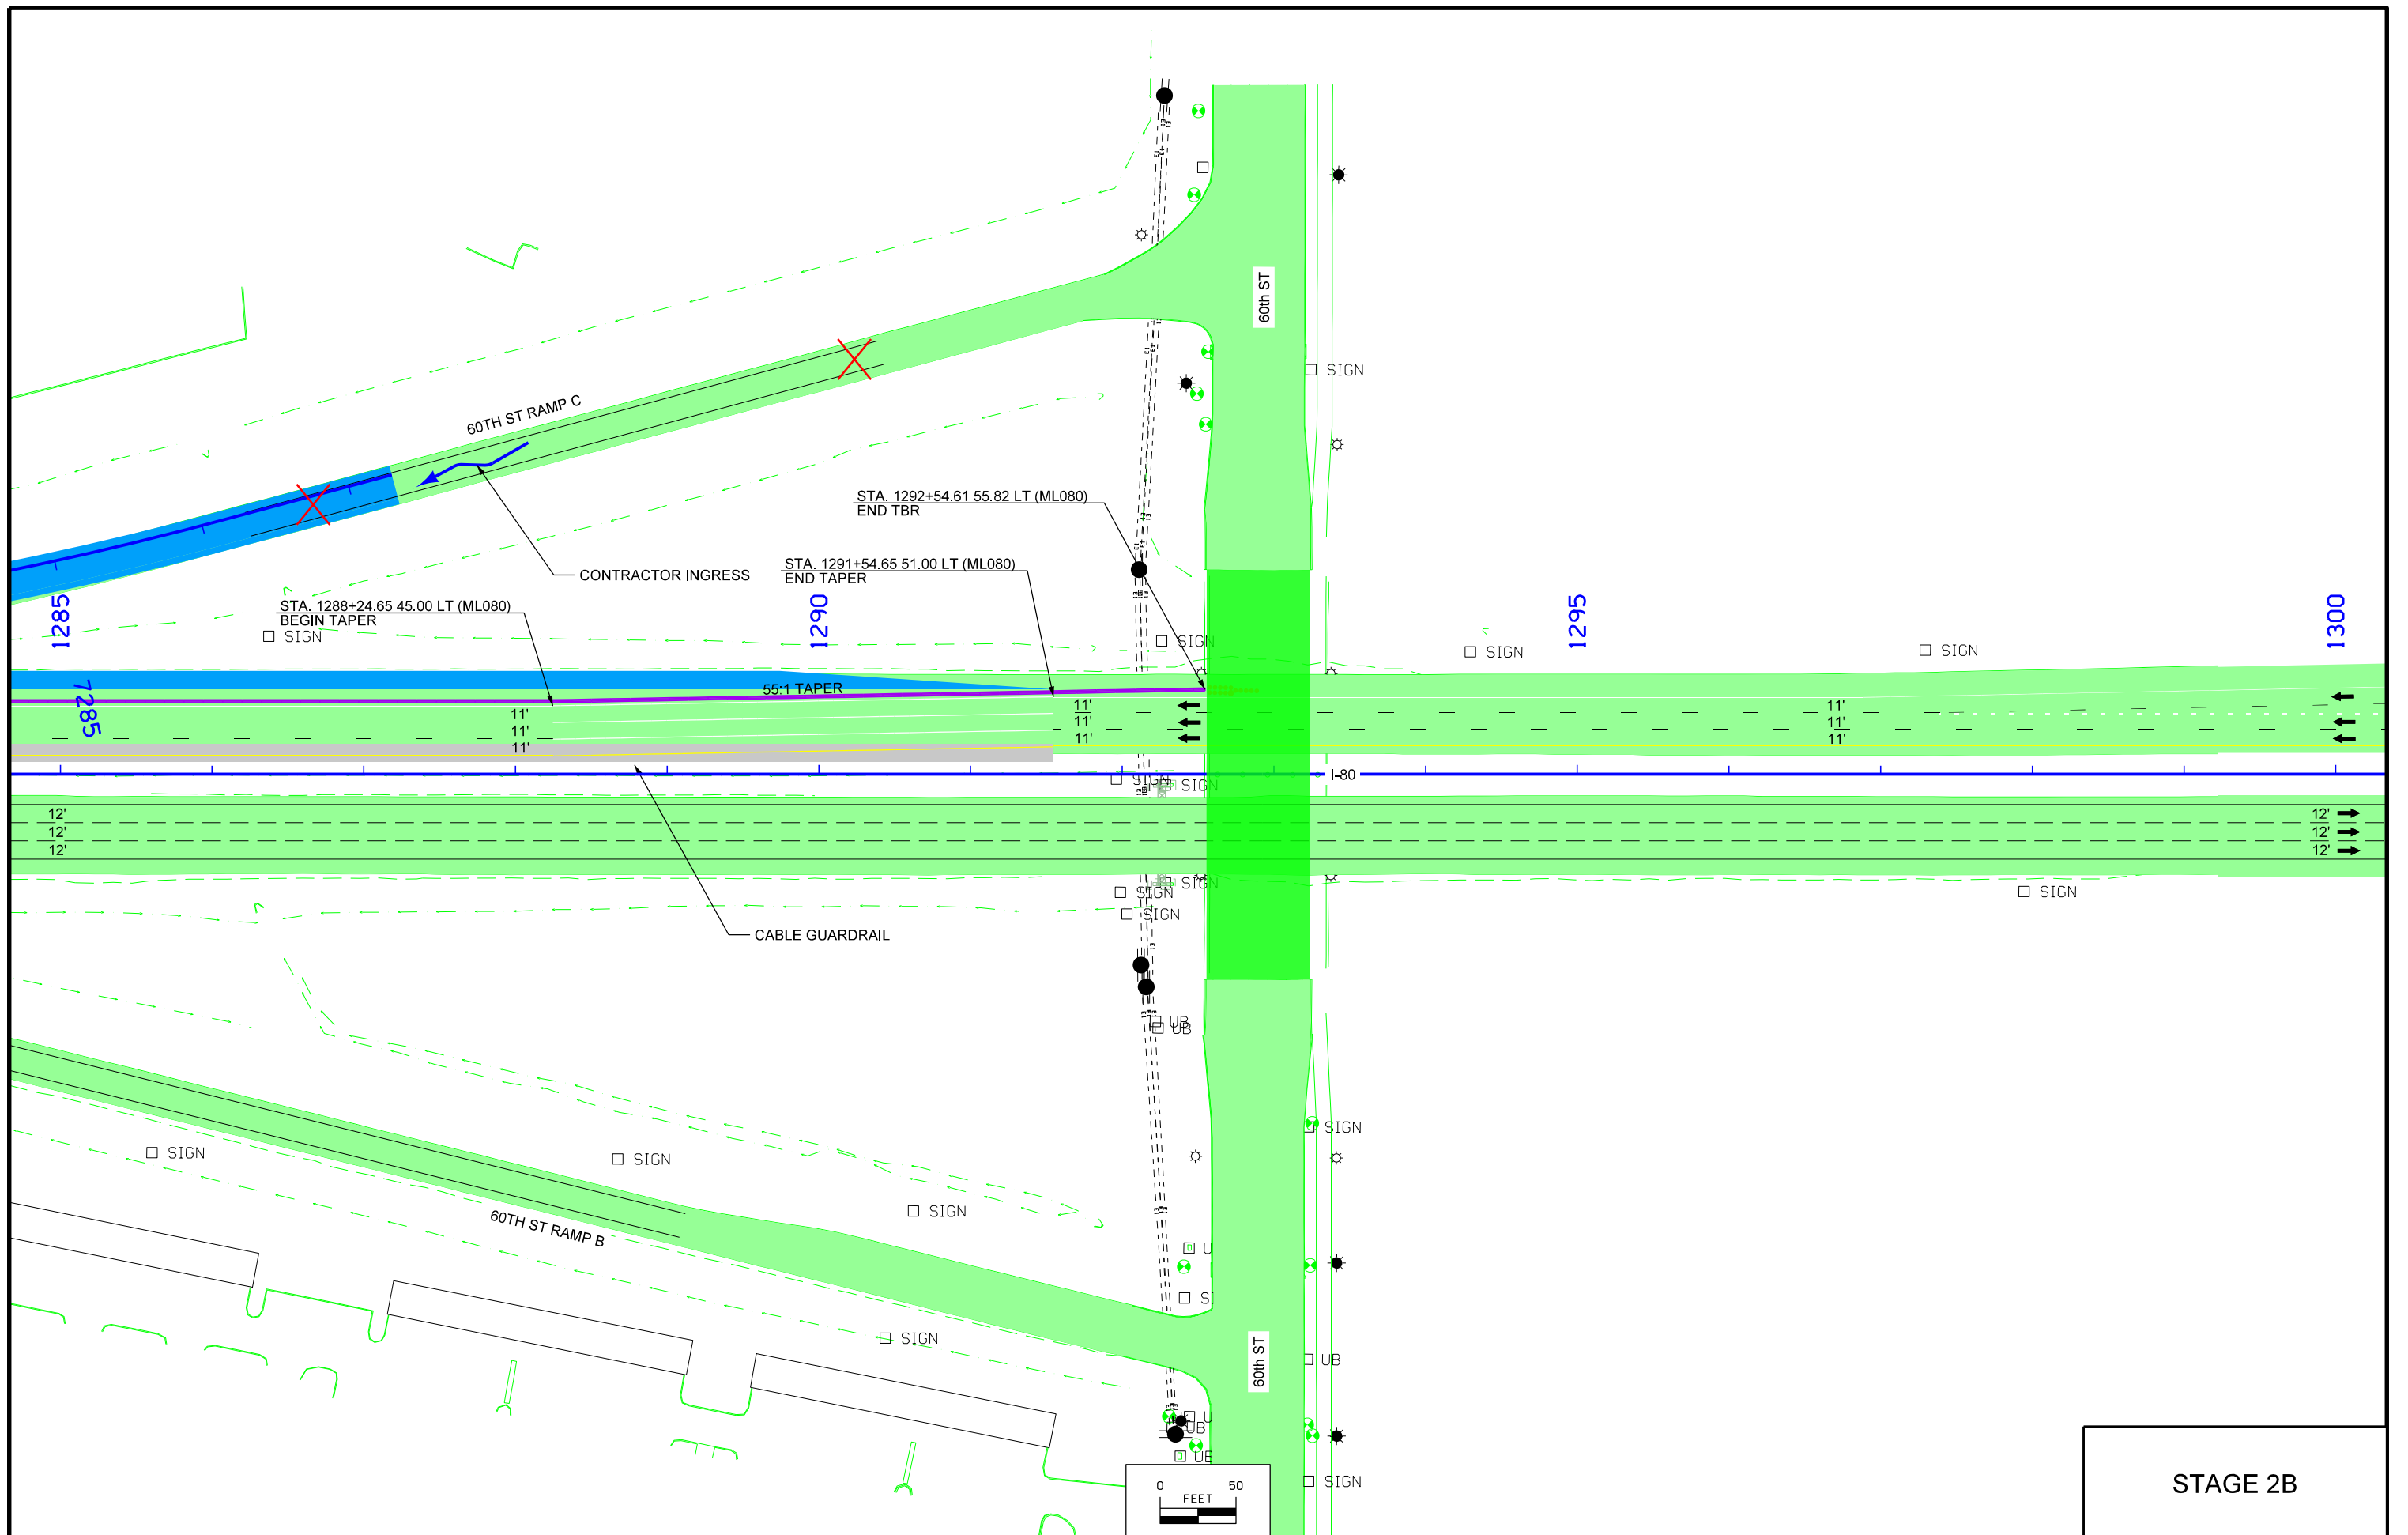 60th ST
SIGN
60TH ST RAMP C
STA. 1292+54.61 55.82 LT (ML080)
END TBR
CONTRACTOR INGRESS
STA. 1291+54.65 51.00 LT (ML080)
END TAPER
STA. 1288+24.65 45.00 LT (ML080)
BEGIN TAPER
1285
1290
1295
1300
SIGN
SIGN
SIGN
SIGN
7285
55:1 TAPER
11'
11'
11'
11'
11'
11'
11'
11'
11'
I-80
SIGN
SIGN
12'
12'
12'
12'
12'
12'
SIGN
SIGN
SIGN
SIGN
CABLE GUARDRAIL
UB
UB
SIGN
SIGN
SIGN
SIGN
60TH ST RAMP B
SIGN
60th ST
UB
UB
SIGN
0 50
FEET
STAGE 2B